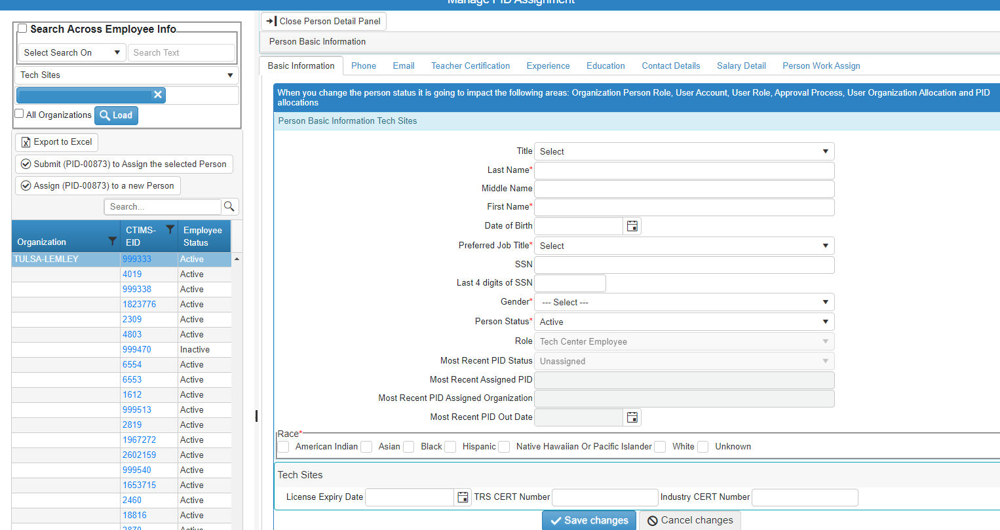 Manage PID Assignment
Search Across Employee Info
Select Search On
Search Text
Tech Sites
All Organizations
Load
Export to Excel
Submit (PID-00873) to Assign the selected Person
Assign (PID-00873) to a new Person
Search...
Organization
CTIMS-
EID
Employee
Status
TULSA-LEMLEY 999333 Active
4019 Active
999338 Active
1823776 Active
2309 Active
4803 Active
999470 Inactive
6554 Active
6553 Active
1612 Active
999513 Active
2819 Active
1967272 Active
2602159 Active
999540 Active
1653715 Active
2460 Active
18816 Active
2870 Active
Close Person Detail Panel
Person Basic Information
Basic Information Phone Email Teacher Certification Experience Education Contact Details Salary Detail Person Work Assign
When you change the person status it is going to impact the following areas: Organization Person Role, User Account, User Role, Approval Process, User Organization Allocation and PID
allocations
Person Basic Information Tech Sites
Title Select
Last Name*
Middle Name
First Name*
Date of Birth
Preferred Job Title* Select
SSN
Last 4 digits of SSN
Gender* --- Select ---
Person Status* Active
Role Tech Center Employee
Most Recent PID Status Unassigned
Most Recent Assigned PID
Most Recent PID Assigned Organization
Most Recent PID Out Date
Race*
American Indian Asian Black Hispanic Native Hawaiian Or Pacific Islander White Unknown
Tech Sites
License Expiry Date TRS CERT Number Industry CERT Number
Save changes Cancel changes